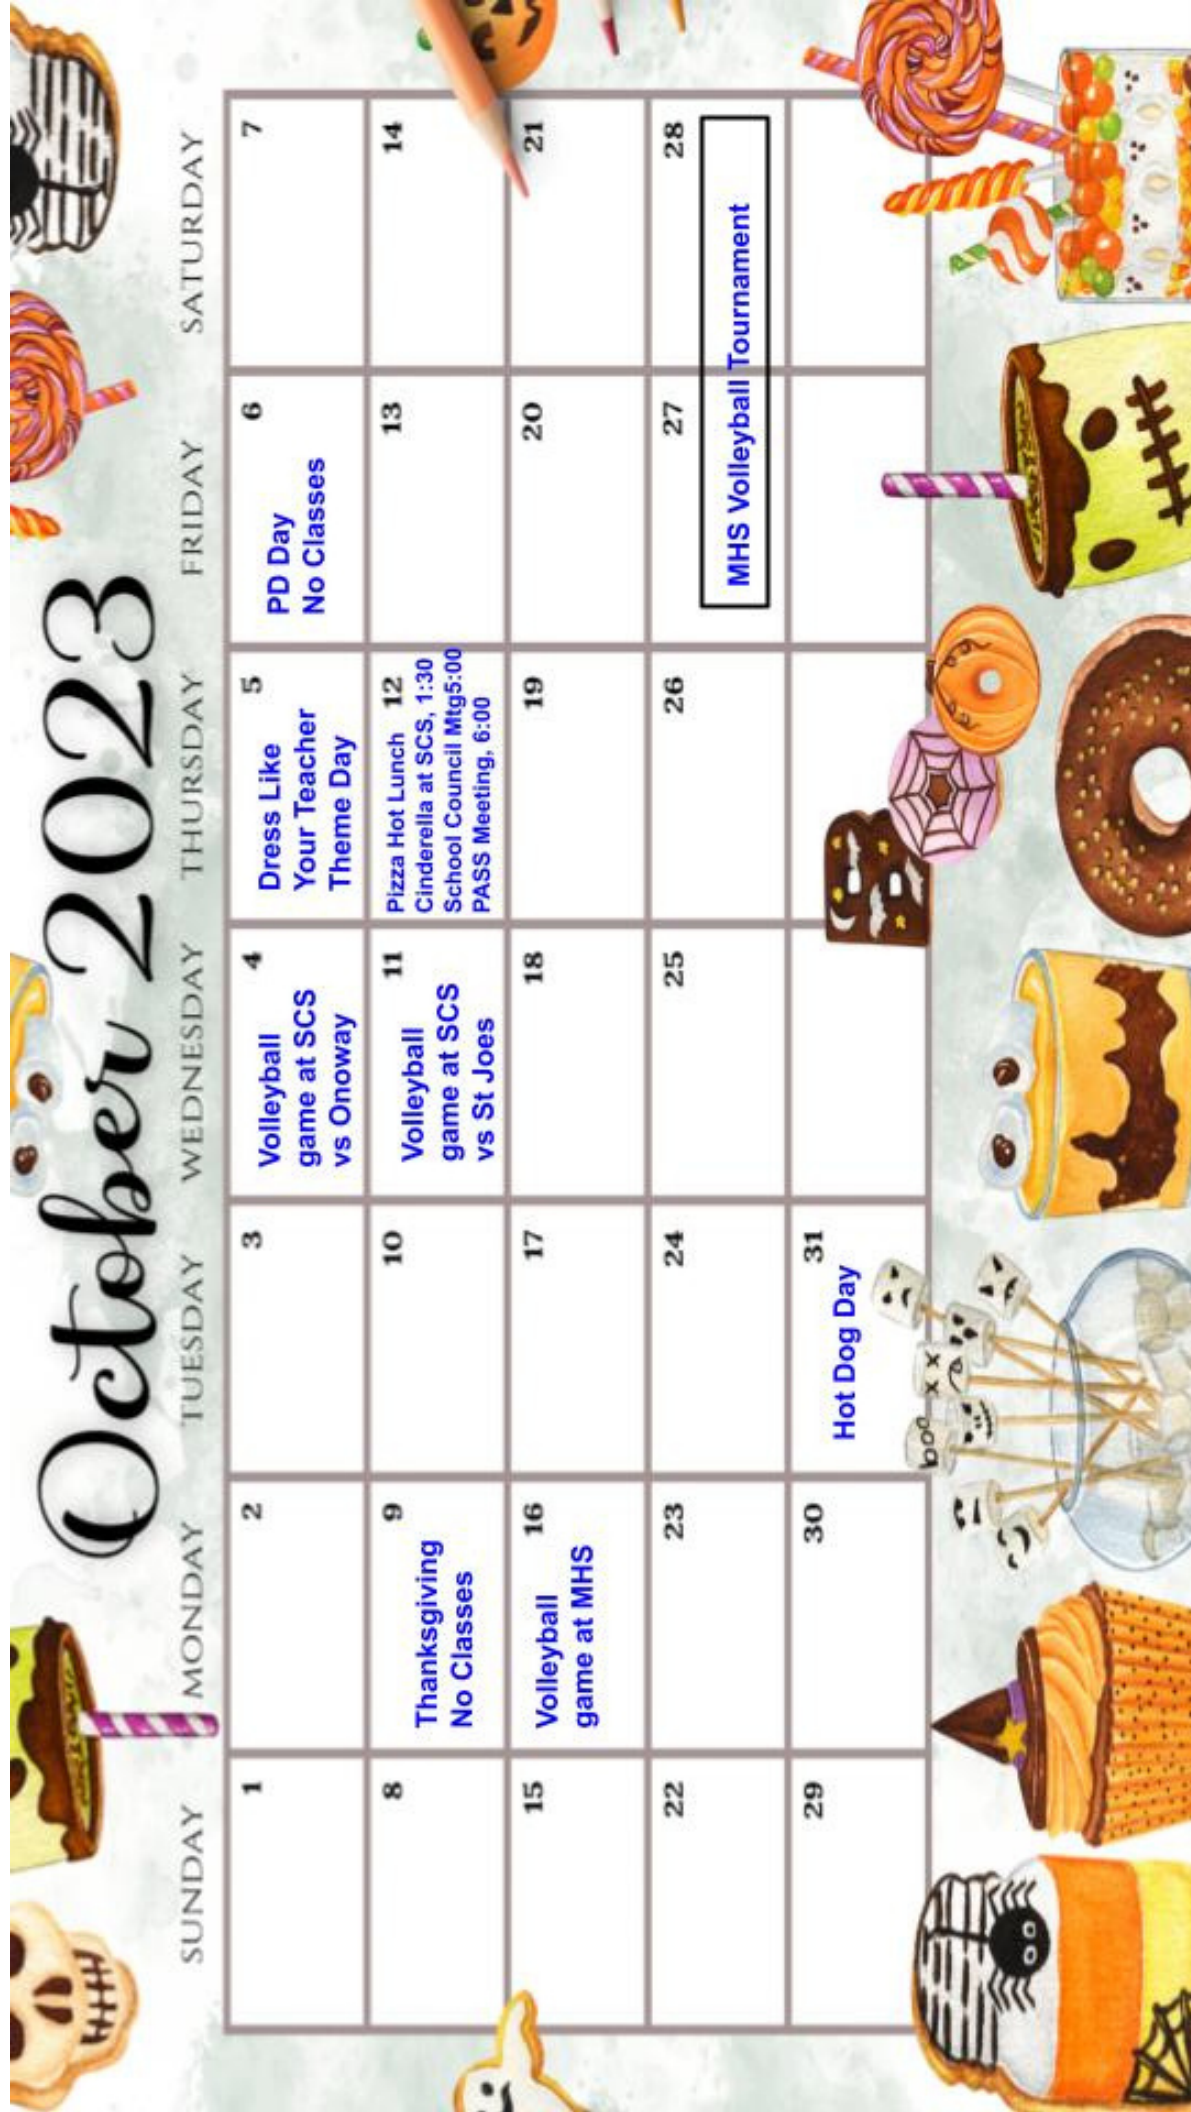 October 2023
SUNDAY MONDAY TUESDAY WEDNESDAY THURSDAY FRIDAY SATURDAY
1
2
3
4
Volleyball
game at SCS
vs Onoway
5
Dress Like
Your Teacher
Theme Day
6
PD Day
No Classes
7
8
9
Thanksgiving
No Classes
10
11
Volleyball
game at SCS
vs St Joes
12
Pizza Hot Lunch
Cinderella at SCS, 1:30
School Council Mtg5:00
PASS Meeting, 6:00
13
14
15
16
Volleyball
game at MHS
17
18
19
20
21
22
23
24
25
26
27
28
MHS Volleyball Tournament
29
30
31
Hot Dog Day
boo